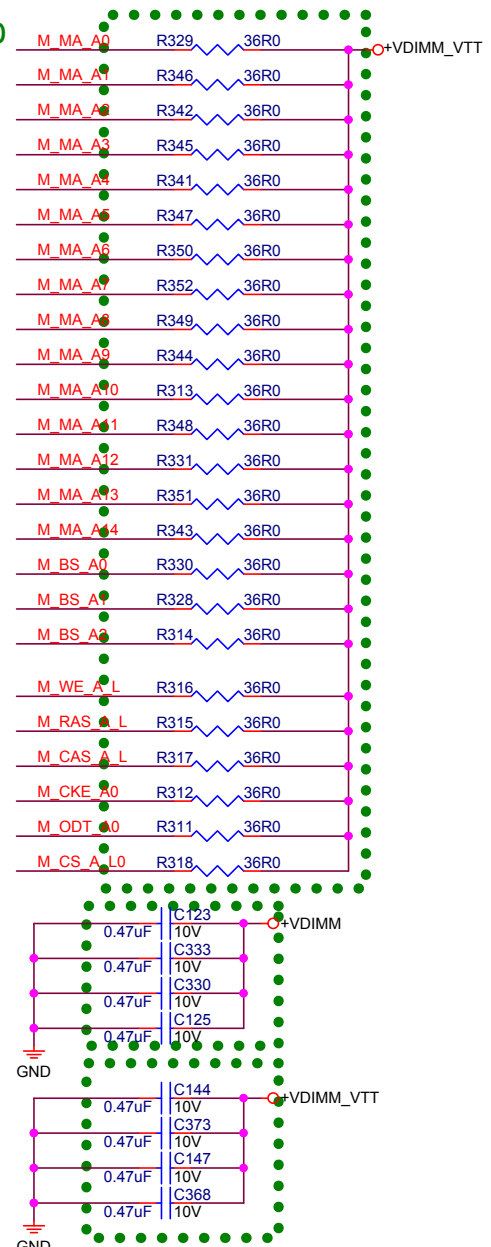 M_MA_A0 R329 36R0 +VDIMM_VTT
M_MA_A1 R346 36R0
M_MA_A2 R342 36R0
M_MA_A3 R345 36R0
M_MA_A4 R341 36R0
M_MA_A5 R347 36R0
M_MA_A6 R350 36R0
M_MA_A7 R352 36R0
M_MA_A8 R349 36R0
M_MA_A9 R344 36R0
M_MA_A10 R313 36R0
M_MA_A11 R348 36R0
M_MA_A12 R331 36R0
M_MA_A13 R351 36R0
M_MA_A14 R343 36R0
M_BS_A0 R330 36R0
M_BS_A1 R328 36R0
M_BS_A2 R314 36R0
M_WE_A_L R316 36R0
M_RAS_A_L R315 36R0
M_CAS_A_L R317 36R0
M_CKE_A0 R312 36R0
M_ODT_A0 R311 36R0
M_CS_A_L0 R318 36R0
C123 +VDIMM
0.47uF 10V
C333
0.47uF 10V
C330
0.47uF 10V
C125
0.47uF 10V
GND
C144 +VDIMM_VTT
0.47uF 10V
C373
0.47uF 10V
C147
0.47uF 10V
C368
0.47uF 10V
GND